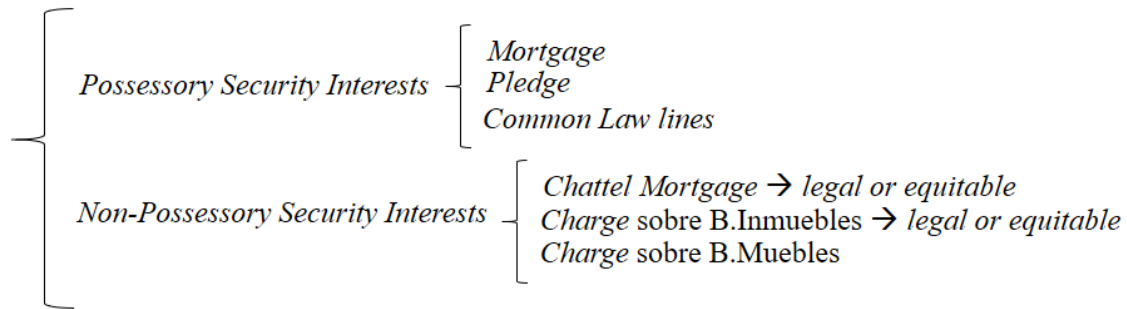 Possessory Security Interests
Mortgage
Pledge
Common Law lines
Non-Possessory Security Interests
Chattel Mortgage → legal or equitable
Charge sobre B.Inmuebles → legal or equitable
Charge sobre B.Muebles